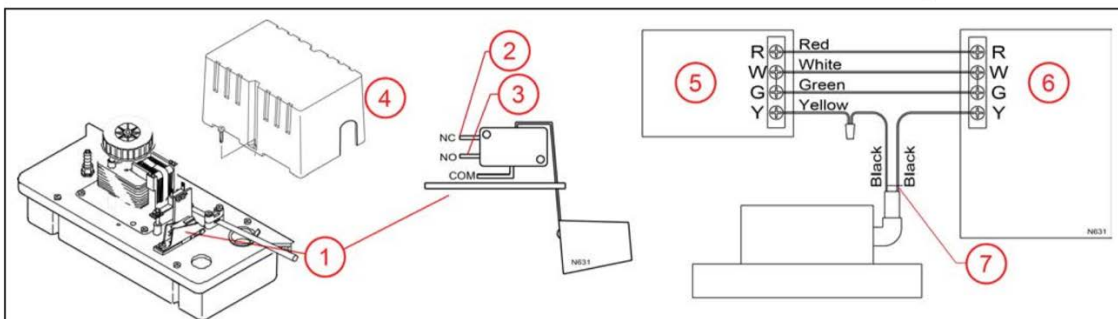 4
2
3
NC
NO
COM
N631
1
5
R Red R
W White W
G Green G
Y Yellow Y
6
Black
Black
7
N631